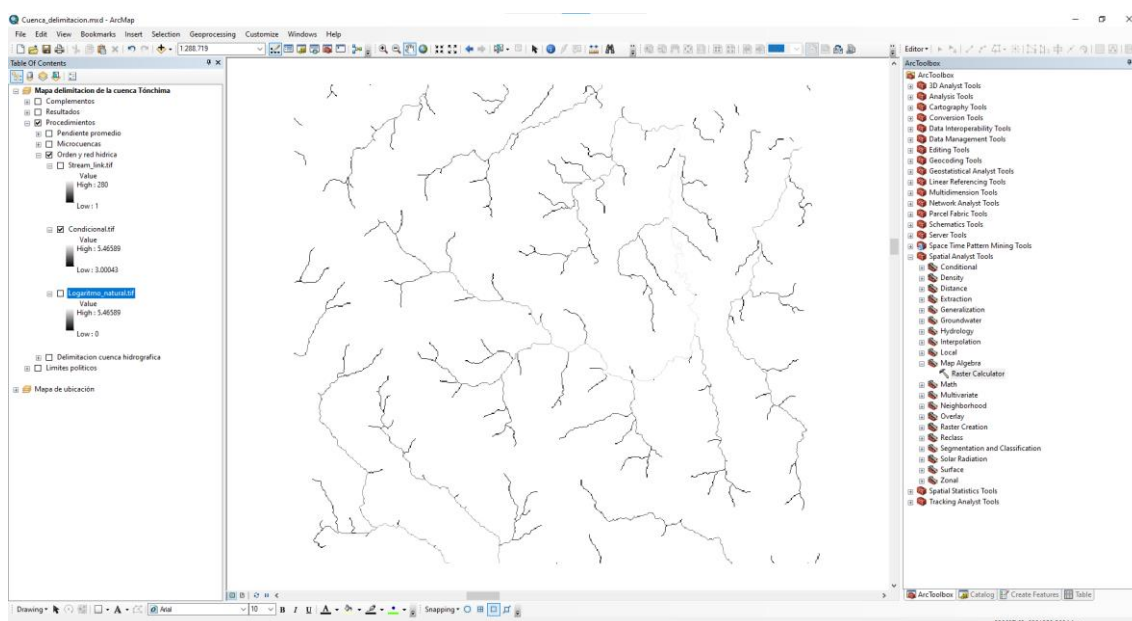 Cuenca_delimitacion.mxd - ArcMap
File Edit View Bookmarks Insert Selection Geoprocessing Customize Windows Help
1:288,719
Editor
Table Of Contents
Mapa delimitacion de la cuenca Tónchima
Complementos
Resultados
Procedimientos
Pendiente promedio
Microcuencas
Orden y red hidrica
Stream_link.tif
Value
High : 280
Low : 1
Condicional.tif
Value
High : 5.46589
Low : 3.00043
Logaritmo_natural.tif
Value
High : 5.46589
Low : 0
Delimitacion cuenca hidrografica
Limites politicos
Mapa de ubicación
ArcToolbox
ArcToolbox
3D Analyst Tools
Analysis Tools
Cartography Tools
Conversion Tools
Data Interoperability Tools
Data Management Tools
Editing Tools
Geocoding Tools
Geostatistical Analyst Tools
Linear Referencing Tools
Multidimension Tools
Network Analyst Tools
Parcel Fabric Tools
Schematics Tools
Server Tools
Space Time Pattern Mining Tools
Spatial Analyst Tools
Conditional
Density
Distance
Extraction
Generalization
Groundwater
Hydrology
Interpolation
Local
Map Algebra
Raster Calculator
Math
Multivariate
Neighborhood
Overlay
Raster Creation
Reclass
Segmentation and Classification
Solar Radiation
Surface
Zonal
Spatial Statistics Tools
Tracking Analyst Tools
ArcToolbox Catalog Create Features Table
Drawing A Arial 10 B I U A Snapping